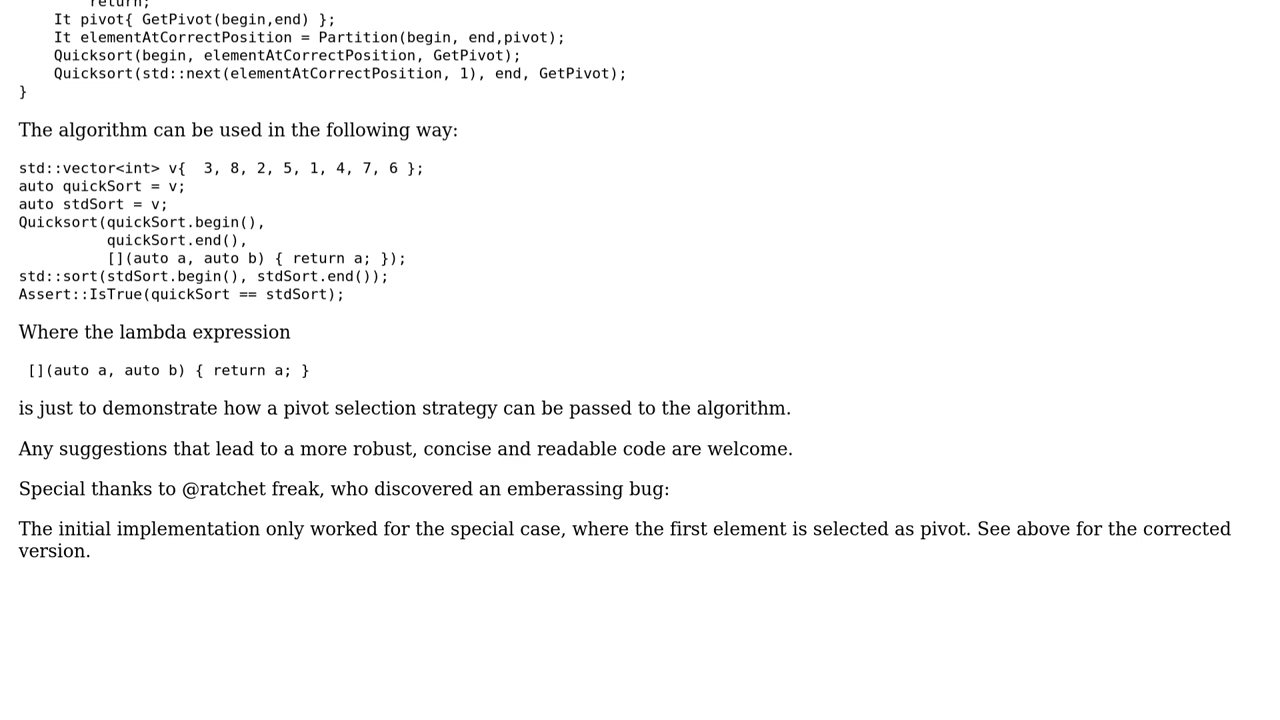 return;
    It pivot{ GetPivot(begin,end) };
    It elementAtCorrectPosition = Partition(begin, end,pivot);
    Quicksort(begin, elementAtCorrectPosition, GetPivot);
    Quicksort(std::next(elementAtCorrectPosition, 1), end, GetPivot);
}
The algorithm can be used in the following way:
std::vector<int> v{  3, 8, 2, 5, 1, 4, 7, 6 };
auto quickSort = v;
auto stdSort = v;
Quicksort(quickSort.begin(),
          quickSort.end(),
          [](auto a, auto b) { return a; });
std::sort(stdSort.begin(), stdSort.end());
Assert::IsTrue(quickSort == stdSort);
Where the lambda expression
 [](auto a, auto b) { return a; }
is just to demonstrate how a pivot selection strategy can be passed to the algorithm.
Any suggestions that lead to a more robust, concise and readable code are welcome.
Special thanks to @ratchet freak, who discovered an emberassing bug:
The initial implementation only worked for the special case, where the first element is selected as pivot. See above for the corrected
version.